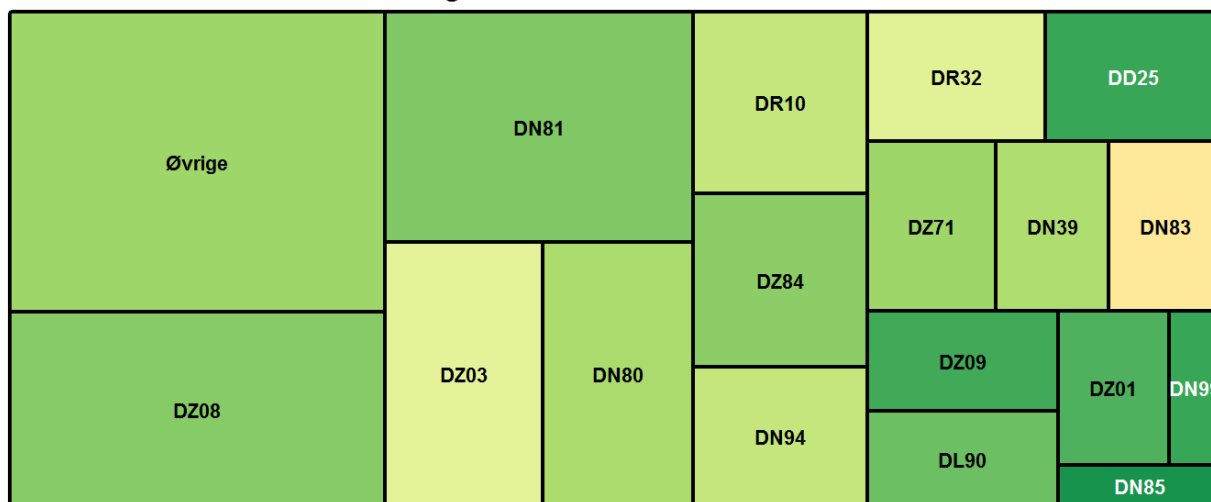 Øvrige
DZ08
DN81
DZ03
DN80
DR10
DZ84
DN94
DR32
DD25
DZ71
DN39
DN83
DZ09
DL90
DZ01
DN85